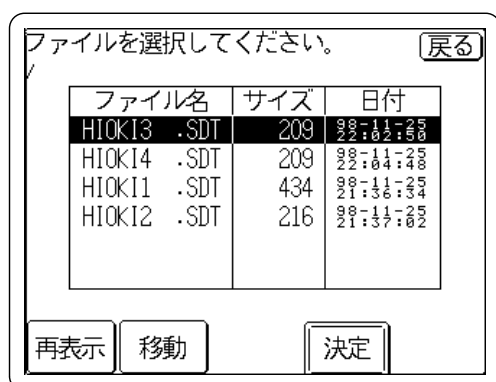 ファイルを選択してください。 戻る
/
ファイル名 サイズ 日付
HIOKI3 .SDT 209 98-11-25 22:02:50
HIOKI4 .SDT 209 98-11-25 22:04:48
HIOKI1 .SDT 434 98-11-25 21:36:34
HIOKI2 .SDT 216 98-11-25 21:37:02
再表示 移動 決定